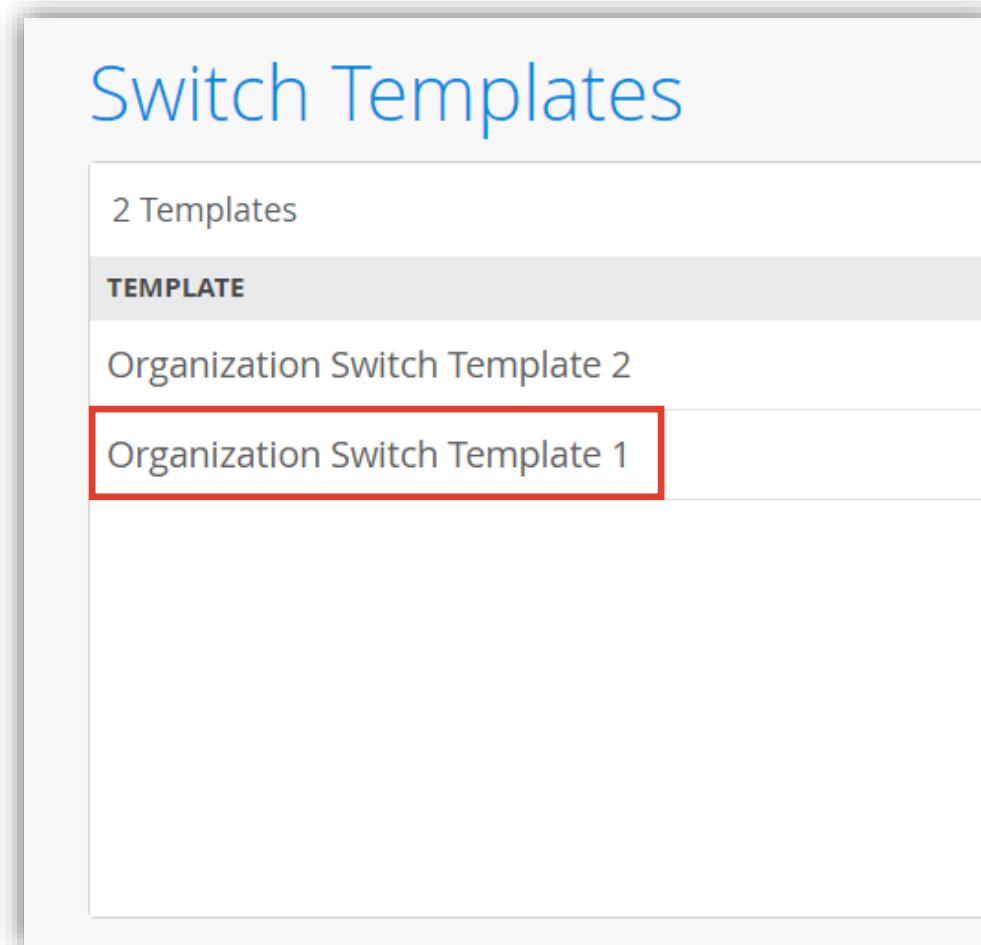 Switch Templates
2 Templates
TEMPLATE
Organization Switch Template 2
Organization Switch Template 1